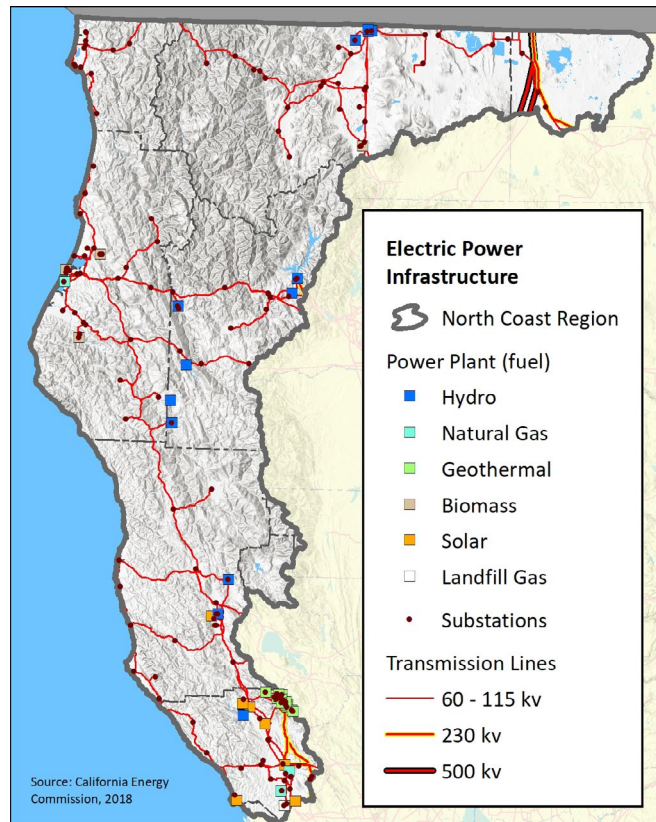 Electric Power
Infrastructure
North Coast Region
Power Plant (fuel)
Hydro
Natural Gas
Geothermal
Biomass
Solar
Landfill Gas
Substations
Transmission Lines
60 - 115 kv
230 kv
500 kv
Source: California Energy
Commission, 2018